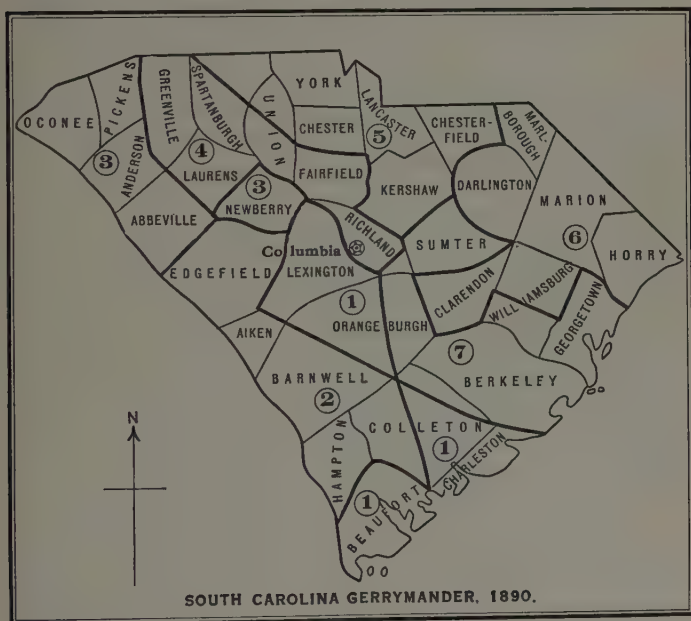 YORK
OCONEE
PICKENS
GREENVILLE
SPARTANBURGH
UNION
LANCASTER
CHESTER
5
CHESTER-
FIELD
MARL-
BOROUGH
3
ANDERSON
4
LAURENS
3
NEWBERRY
FAIRFIELD
KERSHAW
DARLINGTON
MARION
ABBEVILLE
RICHLAND
SUMTER
6
HORRY
Columbia
EDGEFIELD
LEXINGTON
CLARENDON
WILLIAMSBURG
GEORGETOWN
1
AIKEN
ORANGEBURGH
7
BARNWELL
BERKELEY
2
N
HAMPTON
COLLETON
1
CHARLESTON
1
BEAUFORT
SOUTH CAROLINA GERRYMANDER, 1890.